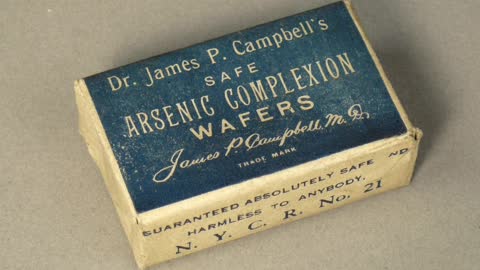 Dr. James P. Campbell's
SAFE
ARSENIC COMPLEXION
WAFERS
James P. Campbell, M. D.
TRADE MARK
GUARANTEED ABSOLUTELY SAFE AND
HARMLESS TO ANYBODY.
N. Y. C. R. No. 21